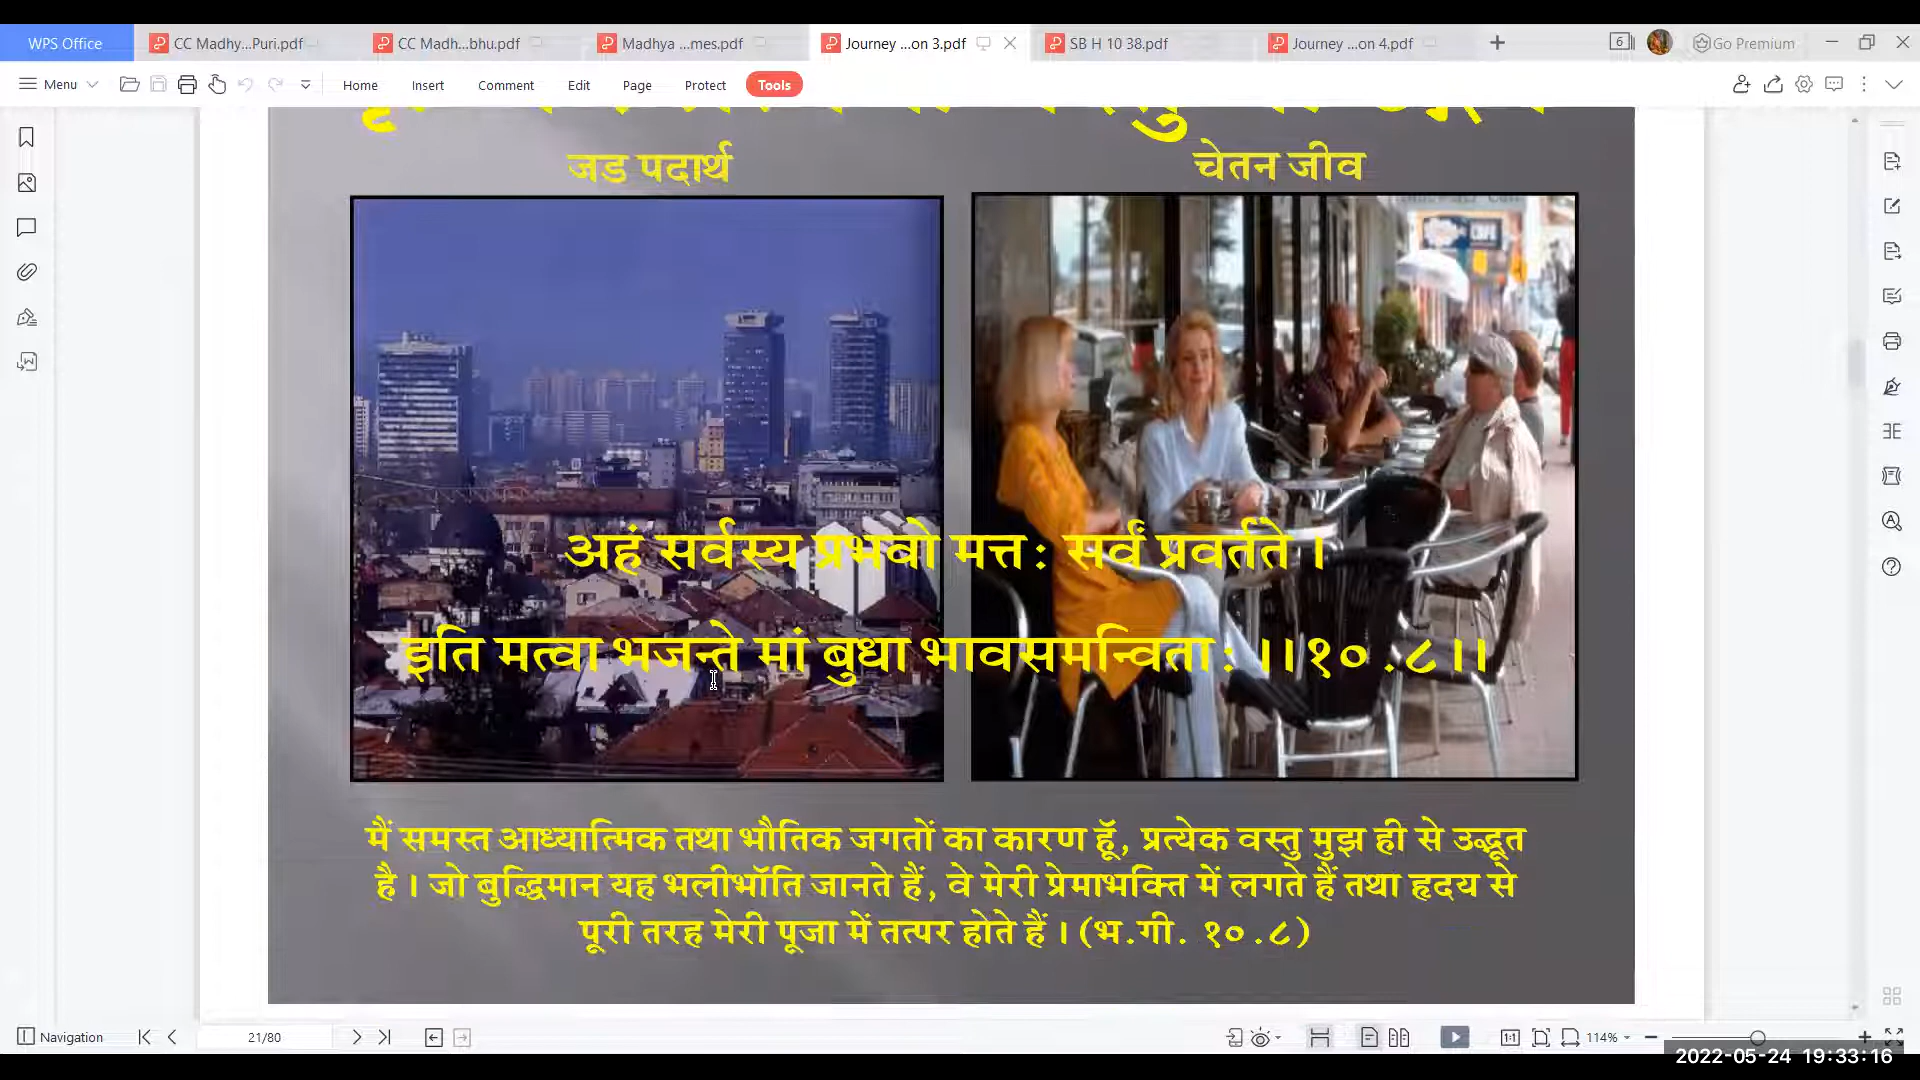 WPS Office
CC Madhy...Puri.pdf
CC Madh...bhu.pdf
Madhya ...mes.pdf
Journey ...on 3.pdf
SB H 10 38.pdf
Journey ...on 4.pdf
6
Go Premium
Menu
Home
Insert
Comment
Edit
Page
Protect
Tools
जड पदार्थ
चेतन जीव
CAFE
अहं सर्वस्य प्रभवो मत्तः सर्वं प्रवर्तते ।
इति मत्वा भजन्ते मां बुधा भावसमन्विताः ।।१०.८।।
मैं समस्त आध्यात्मिक तथा भौतिक जगतों का कारण हूॅ, प्रत्येक वस्तु मुझ ही से उद्भूत
है । जो बुद्धिमान यह भलीभॉति जानते हैं, वे मेरी प्रेमाभक्ति में लगते हैं तथा हृदय से
पूरी तरह मेरी पूजा में तत्पर होते हैं । (भ.गी. १०.८)
Navigation
21/80
1:1
114%
2022-05-24 19:33:16